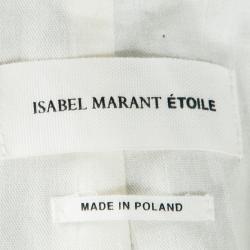 ISABEL MARANT ÉTOILE
MADE IN POLAND